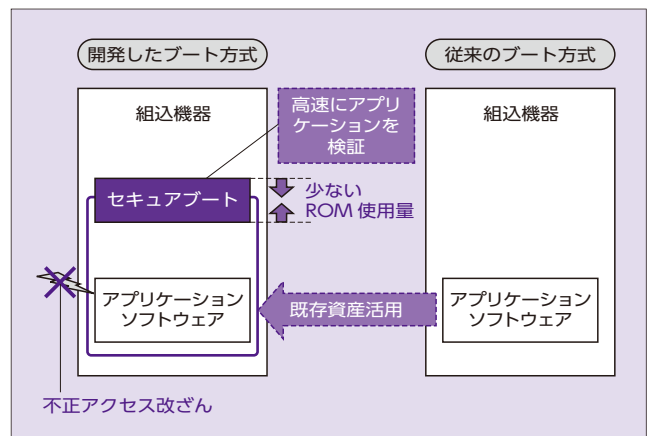 開発したブート方式
従来のブート方式
組込機器
高速にアプリ
ケーションを
検証
組込機器
セキュアブート
少ない
ROM 使用量
アプリケーション
ソフトウェア
既存資産活用
アプリケーション
ソフトウェア
不正アクセス改ざん